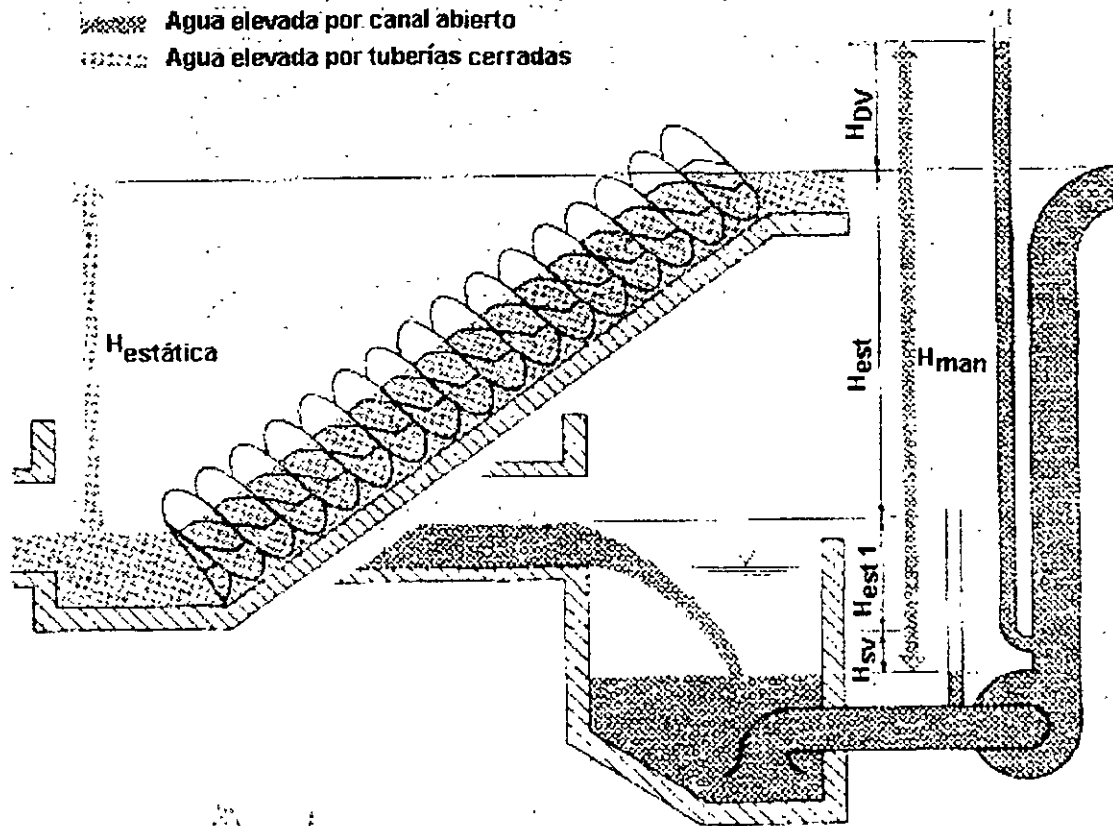 Agua elevada por canal abierto
Agua elevada por tuberías cerradas
HDV
Hestática
Hest
Hman
Hest 1
Hsv